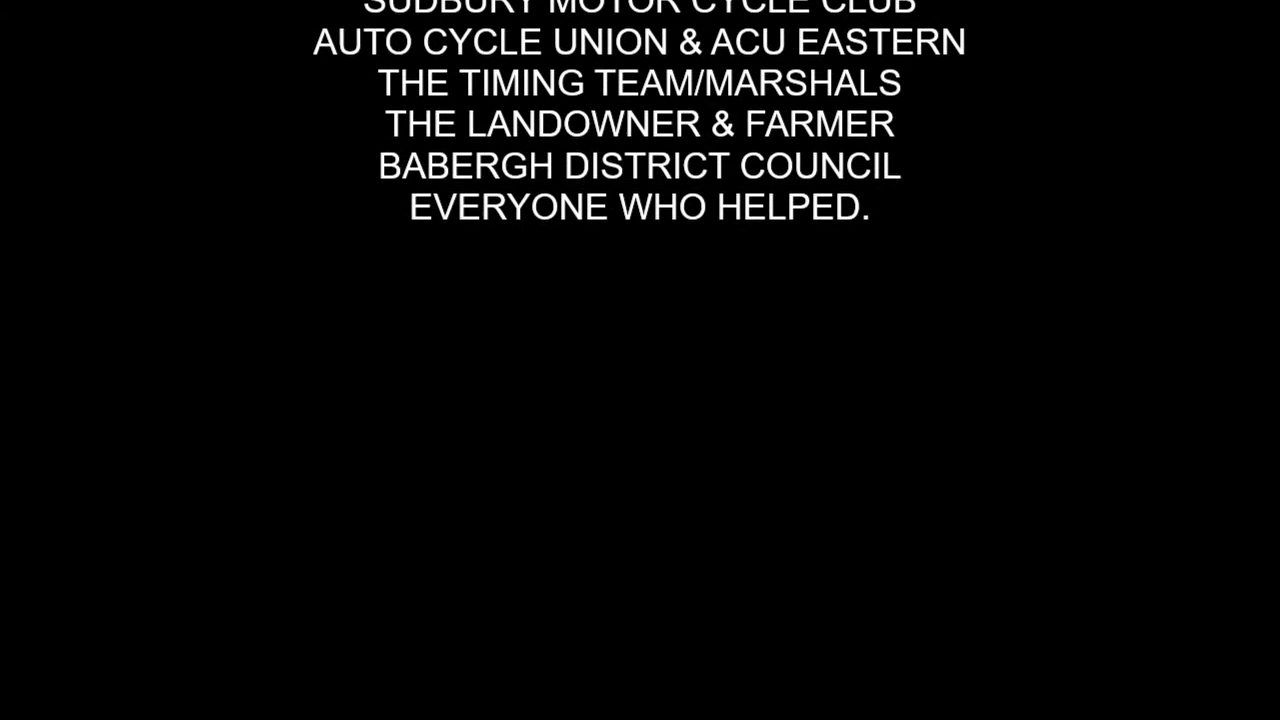 SUDBURY MOTOR CYCLE CLUB
AUTO CYCLE UNION & ACU EASTERN
THE TIMING TEAM/MARSHALS
THE LANDOWNER & FARMER
BABERGH DISTRICT COUNCIL
EVERYONE WHO HELPED.